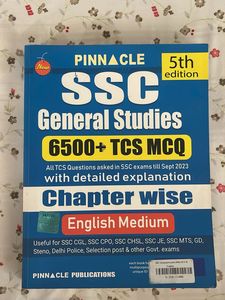 PINNACLE
5th
edition
New
SSC
General Studies
6500+ TCS MCQ
All TCS Questions asked in SSC exams till Sept 2023
with detailed explanation
Chapter wise
English Medium
Useful for SSC CGL, SSC CPO, SSC CHSL, SSC JE, SSC MTS, GD,
Steno, Delhi Police, Selection post & other Govt. exams
PINNACLE PUBLICATIONS